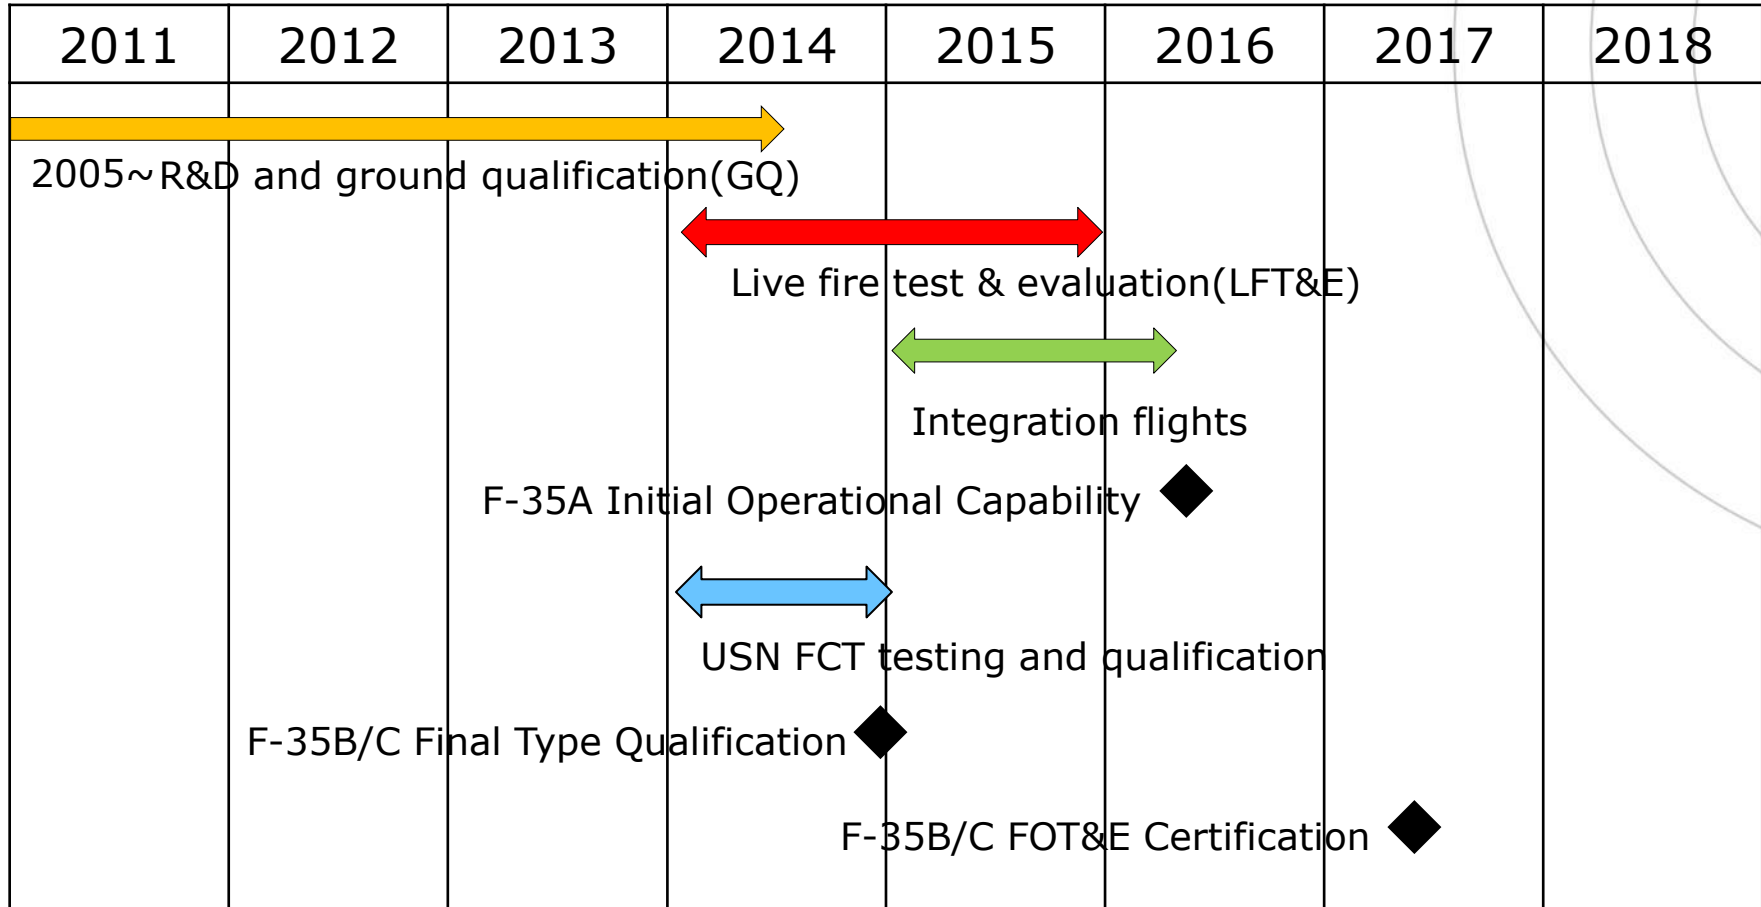 2011 2012 2013 2014 2015 2016 2017 2018
2005~R&D and ground qualification(GQ)
Live fire test & evaluation(LFT&E)
Integration flights
F-35A Initial Operational Capability
USN FCT testing and qualification
F-35B/C Final Type Qualification
F-35B/C FOT&E Certification